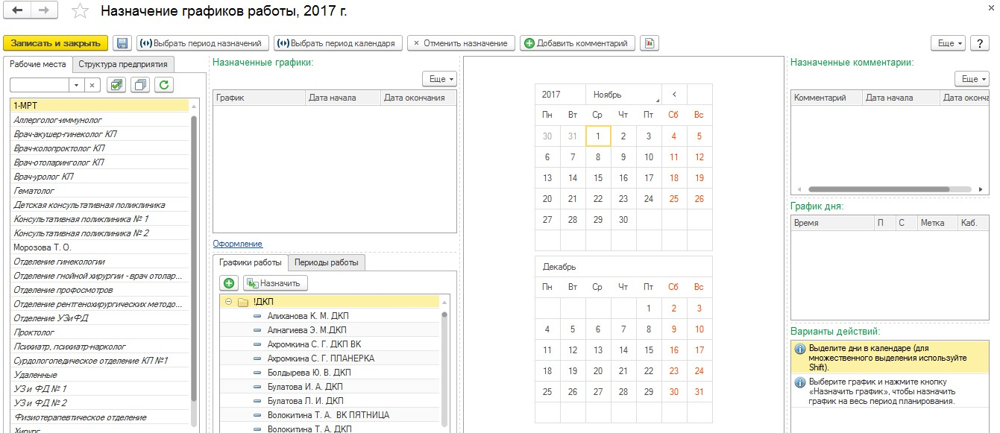 Назначение графиков работы, 2017 г.
Записать и закрыть
Выбрать период назначений
Выбрать период календаря
Отменить назначение
Добавить комментарий
Еще
?
Рабочие места
Структура предприятия
1-МРТ
Аллерголог-иммунолог
Врач-акушер-гинеколог КП
Врач-колопроктолог КП
Врач-отоларинголог КП
Врач-уролог КП
Гематолог
Детская консультативная поликлиника
Консультативная поликлиника № 1
Консультативная поликлиника № 2
Морозова Т. О.
Отделение гинекологии
Отделение гнойной хирургии - врач отолар...
Отделение профосмотров
Отделение рентгенохирургических методо...
Отделение УЗиФД
Проктолог
Психиатр, психиатр-нарколог
Сурдологопедическое отделение КП №1
Удаленные
УЗ и ФД № 1
УЗ и ФД № 2
Физиотерапевтическое отделение
Хирург
Назначенные графики:
Еще
График Дата начала Дата окончания
Оформление
Графики работы
Периоды работы
Назначить
!ДКП
Алиханова К. М. ДКП
Алнагиева Э. М.ДКП
Ахромкина С. Г. ДКП ВК
Ахромкина С. Г. ПЛАНЕРКА
Болдырева Ю. В. ДКП
Булатова И. А. ДКП
Булатова Л. И. ДКП
Волокитина Т. А. ВК ПЯТНИЦА
Волокитина Т. А. ДКП
2017 Ноябрь
Пн Вт Ср Чт Пт Сб Вс
30 31 1 2 3 4 5
6 7 8 9 10 11 12
13 14 15 16 17 18 19
20 21 22 23 24 25 26
27 28 29 30
Декабрь
Пн Вт Ср Чт Пт Сб Вс
1 2 3
4 5 6 7 8 9 10
11 12 13 14 15 16 17
18 19 20 21 22 23 24
25 26 27 28 29 30 31
Назначенные комментарии:
Еще
Комментарий Дата начала Дата оконча
График дня:
Время П С Метка Каб.
Варианты действий:
Выделите дни в календаре (для
множественного выделения используйте
Shift).
Выберите график и нажмите кнопку
«Назначить график», чтобы назначить
график на весь период планирования.